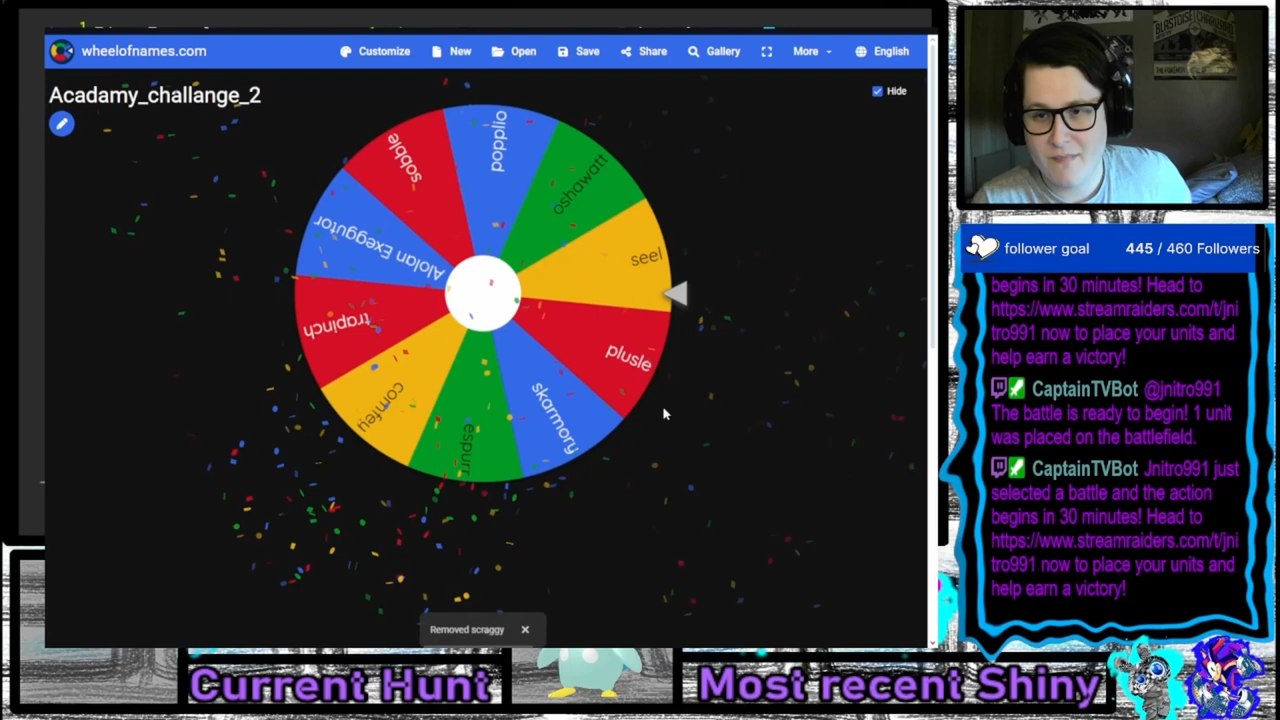 wheelofnames.com
Customize
New
Open
Save
Share
Gallery
More
English
Acadamy_challange_2
Hide
popplio
oshawatt
seel
plusle
skarmory
espurr
comfey
trapinch
Alolan Exeggutor
sobble
Removed scraggy
Current Hunt
Most recent Shiny
BLASTOISE
follower goal 445 / 460 Followers
begins in 30 minutes! Head to
https://www.streamraiders.com/t/jni
tro991 now to place your units and
help earn a victory!
CaptainTVBot @jnitro991
The battle is ready to begin! 1 unit
was placed on the battlefield.
CaptainTVBot Jnitro991 just
selected a battle and the action
begins in 30 minutes! Head to
https://www.streamraiders.com/t/jni
tro991 now to place your units and
help earn a victory!